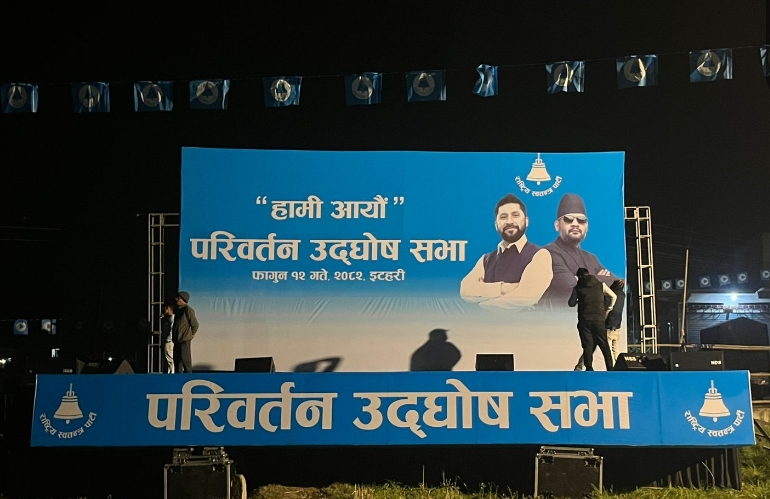 राष्ट्रिय स्वतन्त्र पार्टी
“हामी आयौं”
परिवर्तन उद्घोष सभा
फागुन १२ गते, २०८२, इटहरी
परिवर्तन उद्घोष सभा
राष्ट्रिय स्वतन्त्र पार्टी
राष्ट्रिय स्वतन्त्र पार्टी